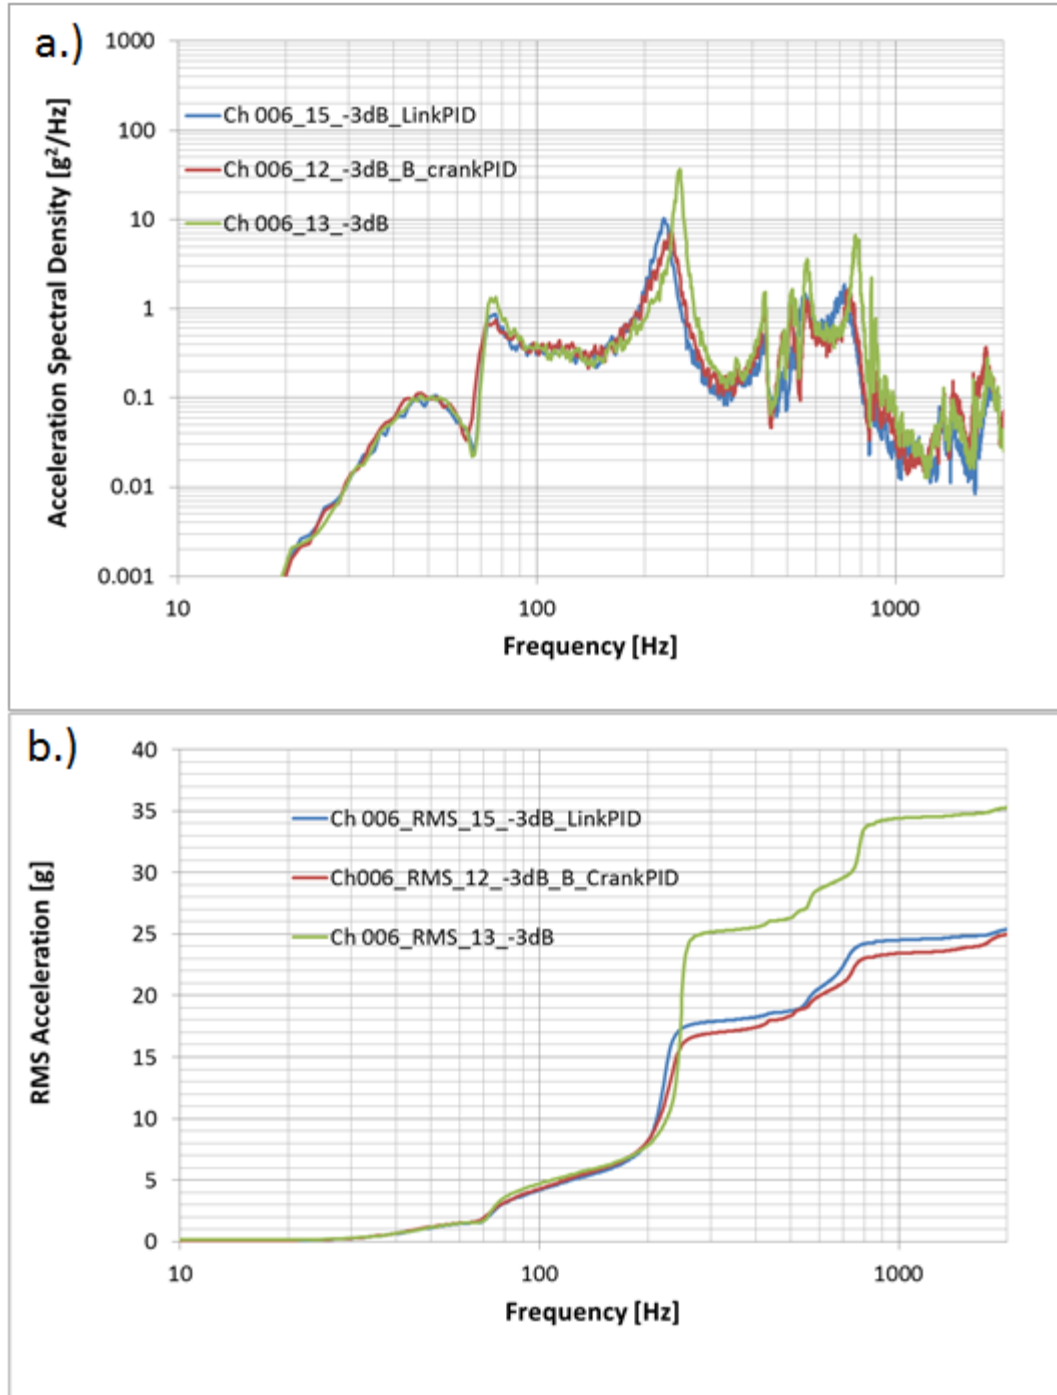 a.)
1000
100
10
1
0.1
0.01
0.001
Acceleration Spectral Density [g²/Hz]
Ch 006_15_-3dB_LinkPID
Ch 006_12_-3dB_B_crankPID
Ch 006_13_-3dB
10
100
1000
Frequency [Hz]
b.)
40
35
30
25
20
15
10
5
0
RMS Acceleration [g]
Ch 006_RMS_15_-3dB_LinkPID
Ch006_RMS_12_-3dB_B_CrankPID
Ch 006_RMS_13_-3dB
10
100
1000
Frequency [Hz]